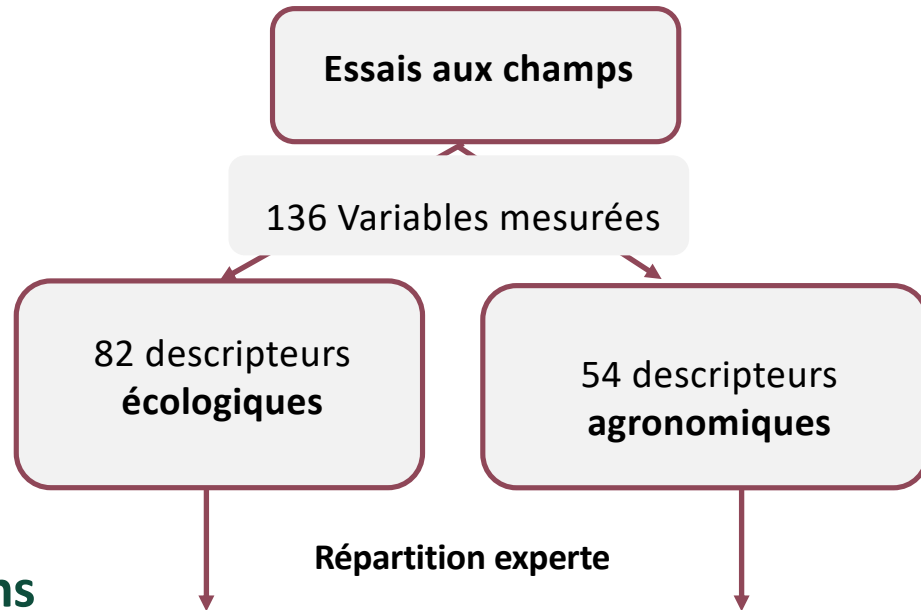 Essais aux champs
136 Variables mesurées
82 descripteurs
écologiques
54 descripteurs
agronomiques
Répartition experte